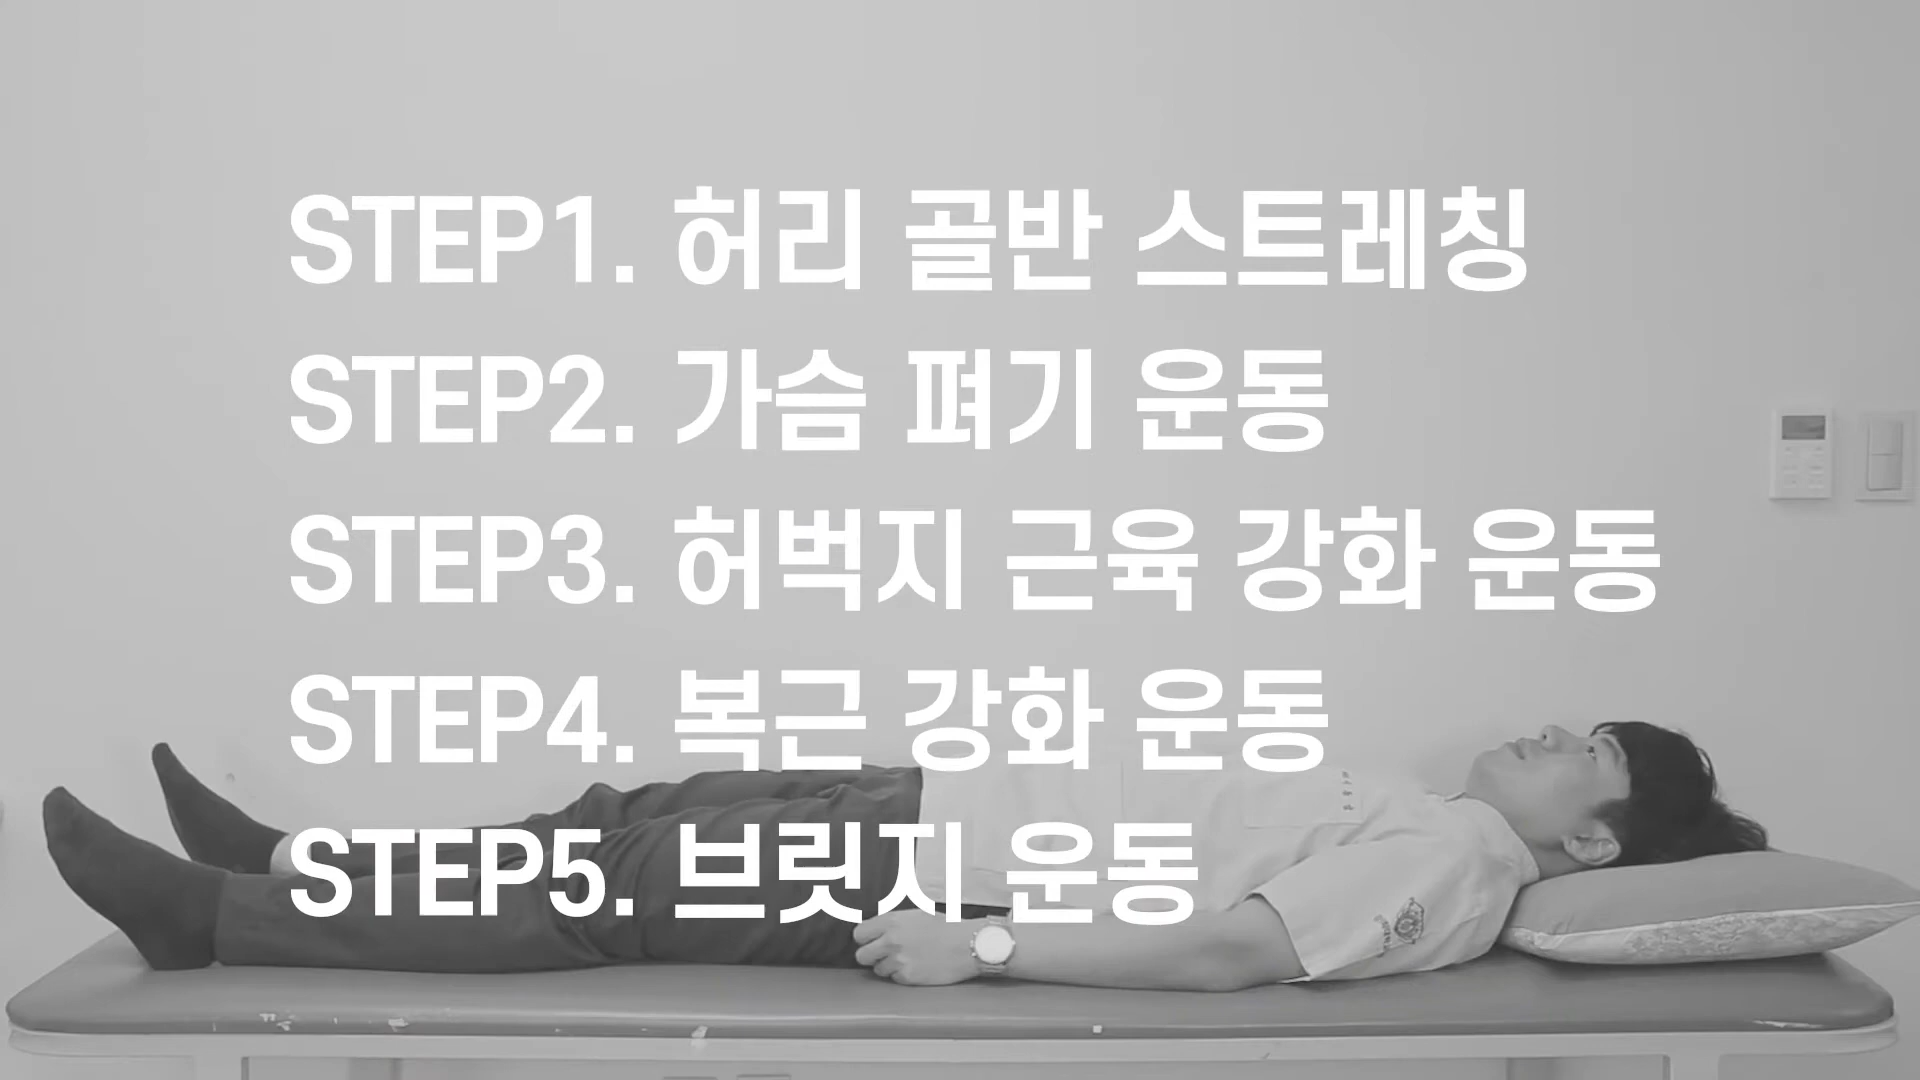 STEP1. 허리 골반 스트레칭
STEP2. 가슴 펴기 운동
STEP3. 허벅지 근육 강화 운동
STEP4. 복근 강화 운동
STEP5. 브릿지 운동